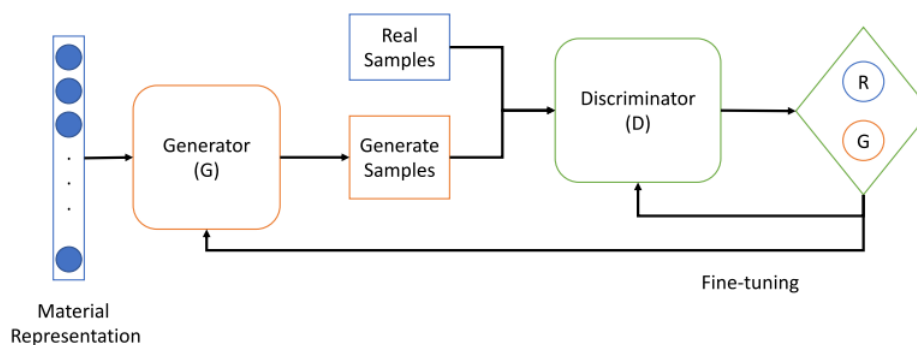 Real
Samples
Generator
(G)
Generate
Samples
Discriminator
(D)
R
G
Fine-tuning
Material
Representation